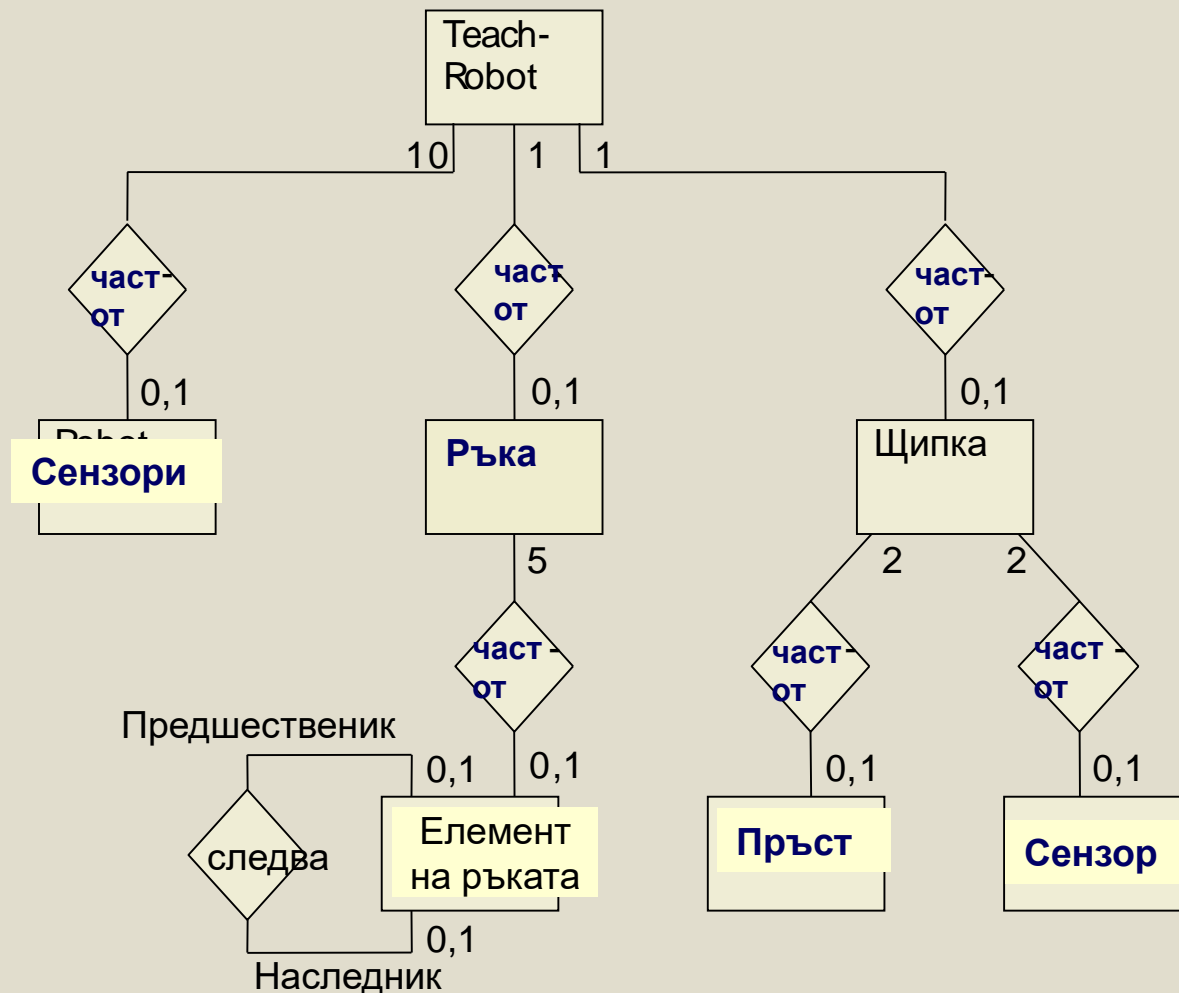 Teach-
Robot
10
1
1
част-
от
част
от
част-
от
0,1
0,1
0,1
Сензори
Ръка
Щипка
5
2
2
част -
от
част -
от
част -
от
Предшественик
0,1
0,1
0,1
0,1
следва
Елемент
на ръката
Пръст
Сензор
0,1
Наследник